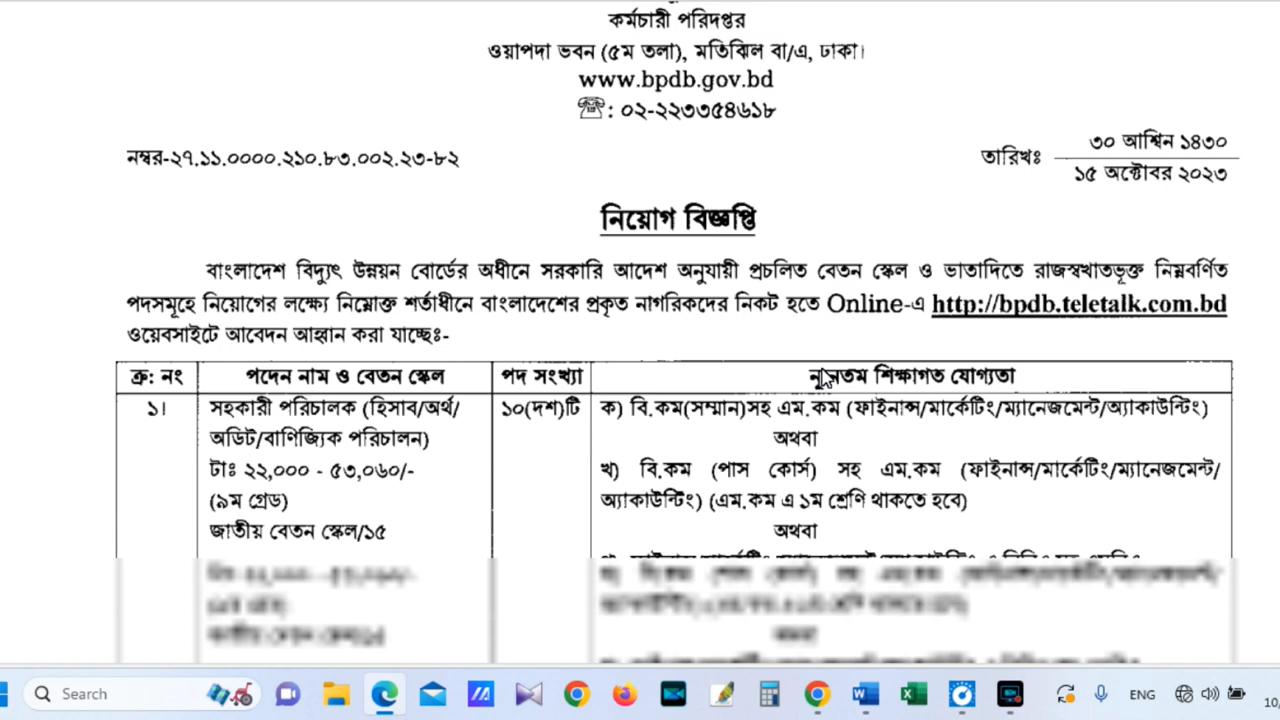 কর্মচারী পরিদপ্তর
ওয়াপদা ভবন (৫ম তলা), মতিঝিল বা/এ, ঢাকা।
www.bpdb.gov.bd
☏: ০২-২২৩৩৫৪৬১৮
নম্বর-২৭.১১.০০০০.২১০.৮৩.০০২.২৩-৮২
তারিখঃ ৩০ আশ্বিন ১৪৩০
১৫ অক্টোবর ২০২৩
নিয়োগ বিজ্ঞপ্তি
বাংলাদেশ বিদ্যুৎ উন্নয়ন বোর্ডের অধীনে সরকারি আদেশ অনুযায়ী প্রচলিত বেতন স্কেল ও ভাতাদিতে রাজস্বখাতভূক্ত নিম্নবর্ণিত
পদসমূহে নিয়োগের লক্ষ্যে নিম্নোক্ত শর্তাধীনে বাংলাদেশের প্রকৃত নাগরিকদের নিকট হতে Online-এ http://bpdb.teletalk.com.bd
ওয়েবসাইটে আবেদন আহ্বান করা যাচ্ছেঃ-
ক্র: নং পদেন নাম ও বেতন স্কেল পদ সংখ্যা নূন্যতম শিক্ষাগত যোগ্যতা
১। সহকারী পরিচালক (হিসাব/অর্থ/ ১০(দশ)টি ক) বি.কম(সম্মান)সহ এম.কম (ফাইনান্স/মার্কেটিং/ম্যানেজমেন্ট/অ্যাকাউন্টিং)
অডিট/বাণিজ্যিক পরিচালন) অথবা
টাঃ ২২,০০০ - ৫৩,০৬০/- খ) বি.কম (পাস কোর্স) সহ এম.কম (ফাইনান্স/মার্কেটিং/ম্যানেজমেন্ট/
(৯ম গ্রেড) অ্যাকাউন্টিং) (এম.কম এ ১ম শ্রেণি থাকতে হবে)
জাতীয় বেতন স্কেল/১৫ অথবা
Search ENG